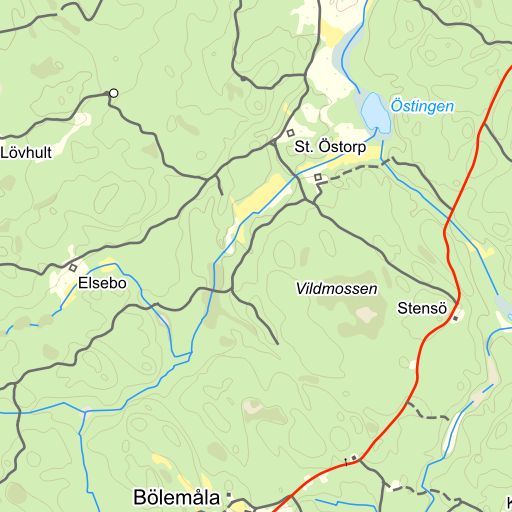 Östingen
St. Östorp
Lövhult
Elsebo
Vildmossen
Stensö
Bölemåla
K